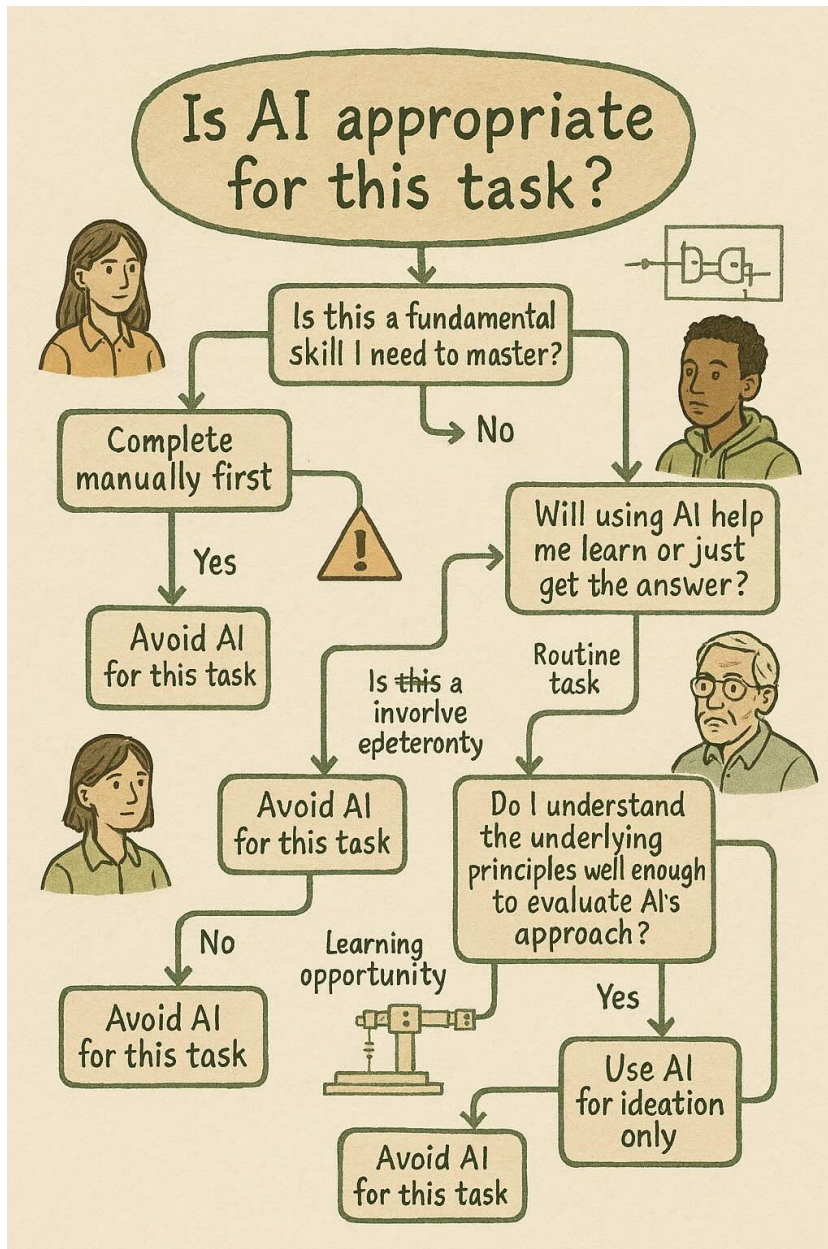 Is AI appropriate
for this task?
Is this a fundamental
skill I need to master?
No
Complete
manually first
Will using AI help
me learn or just
get the answer?
Yes
Avoid AI
for this task
Routine
task
Is this a
invorlve
epeteronty
Avoid AI
for this task
Do I understand
the underlying
principles well enough
to evaluate AI's
approach?
No
Learning
opportunity
Yes
Avoid AI
for this task
Use AI
for ideation
only
Avoid AI
for this task